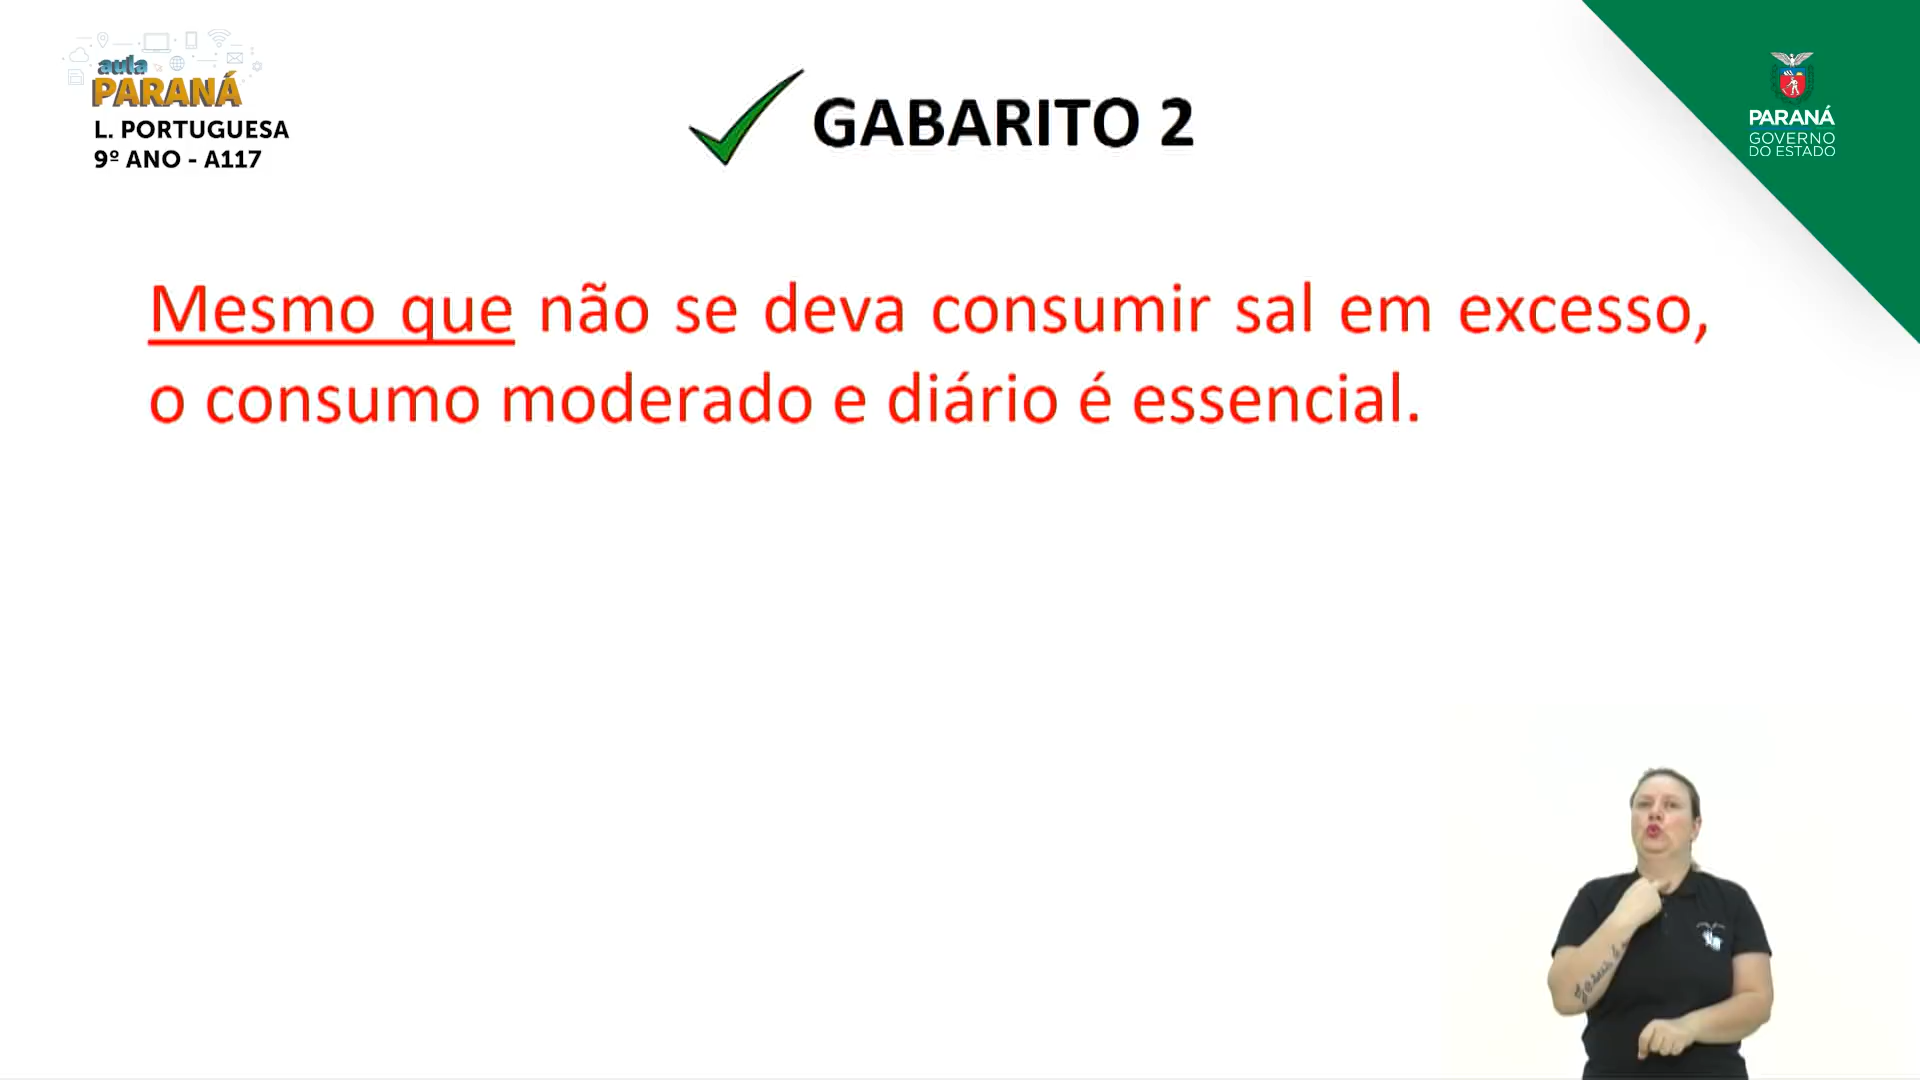 aula
PARANÁ
L. PORTUGUESA
9º ANO - A117
GABARITO 2
PARANÁ
GOVERNO
DO ESTADO
Mesmo que não se deva consumir sal em excesso,
o consumo moderado e diário é essencial.